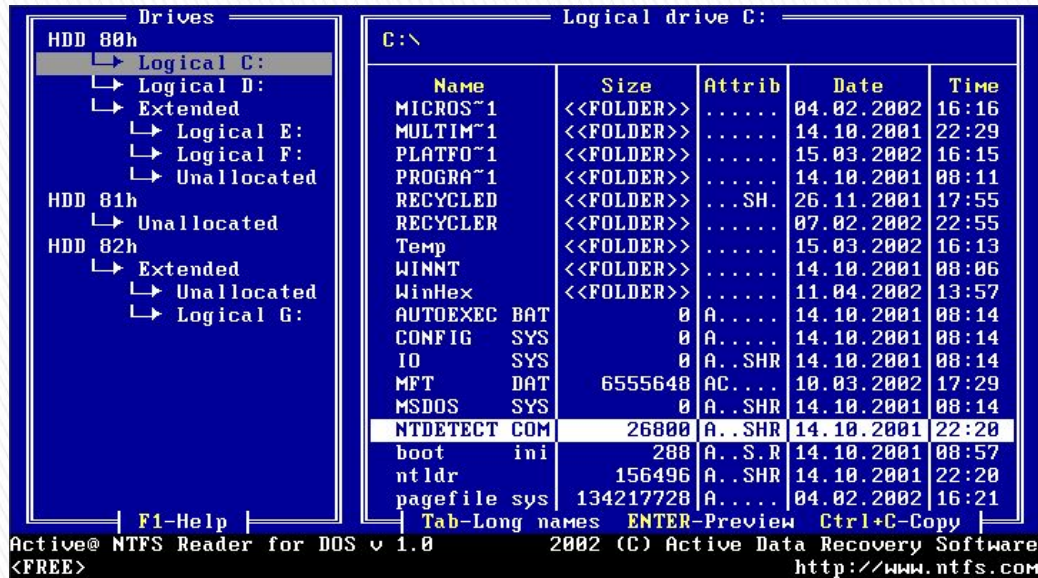 Drives
HDD 80h
Logical C:
Logical D:
Extended
Logical E:
Logical F:
Unallocated
HDD 81h
Unallocated
HDD 82h
Extended
Unallocated
Logical G:
F1-Help
Logical drive C:
C:\
Name Size Attrib Date Time
MICROS~1 <<FOLDER>> ...... 04.02.2002 16:16
MULTIM~1 <<FOLDER>> ...... 14.10.2001 22:29
PLATFO~1 <<FOLDER>> ...... 15.03.2002 16:15
PROGRA~1 <<FOLDER>> ...... 14.10.2001 08:11
RECYCLED <<FOLDER>> ...SH. 26.11.2001 17:55
RECYCLER <<FOLDER>> ...... 07.02.2002 22:55
Temp <<FOLDER>> ...... 15.03.2002 16:13
WINNT <<FOLDER>> ...... 14.10.2001 08:06
WinHex <<FOLDER>> ...... 11.04.2002 13:57
AUTOEXEC BAT 0 A..... 14.10.2001 08:14
CONFIG SYS 0 A..... 14.10.2001 08:14
IO SYS 0 A..SHR 14.10.2001 08:14
MFT DAT 6555648 AC.... 10.03.2002 17:29
MSDOS SYS 0 A..SHR 14.10.2001 08:14
NTDETECT COM 26800 A..SHR 14.10.2001 22:20
boot ini 288 A..S.R 14.10.2001 08:57
ntldr 156496 A..SHR 14.10.2001 22:20
pagefile sys 134217728 A..... 04.02.2002 16:21
Tab-Long names ENTER-Preview Ctrl+C-Copy
Active@ NTFS Reader for DOS v 1.0 2002 (C) Active Data Recovery Software
<FREE> http://www.ntfs.com